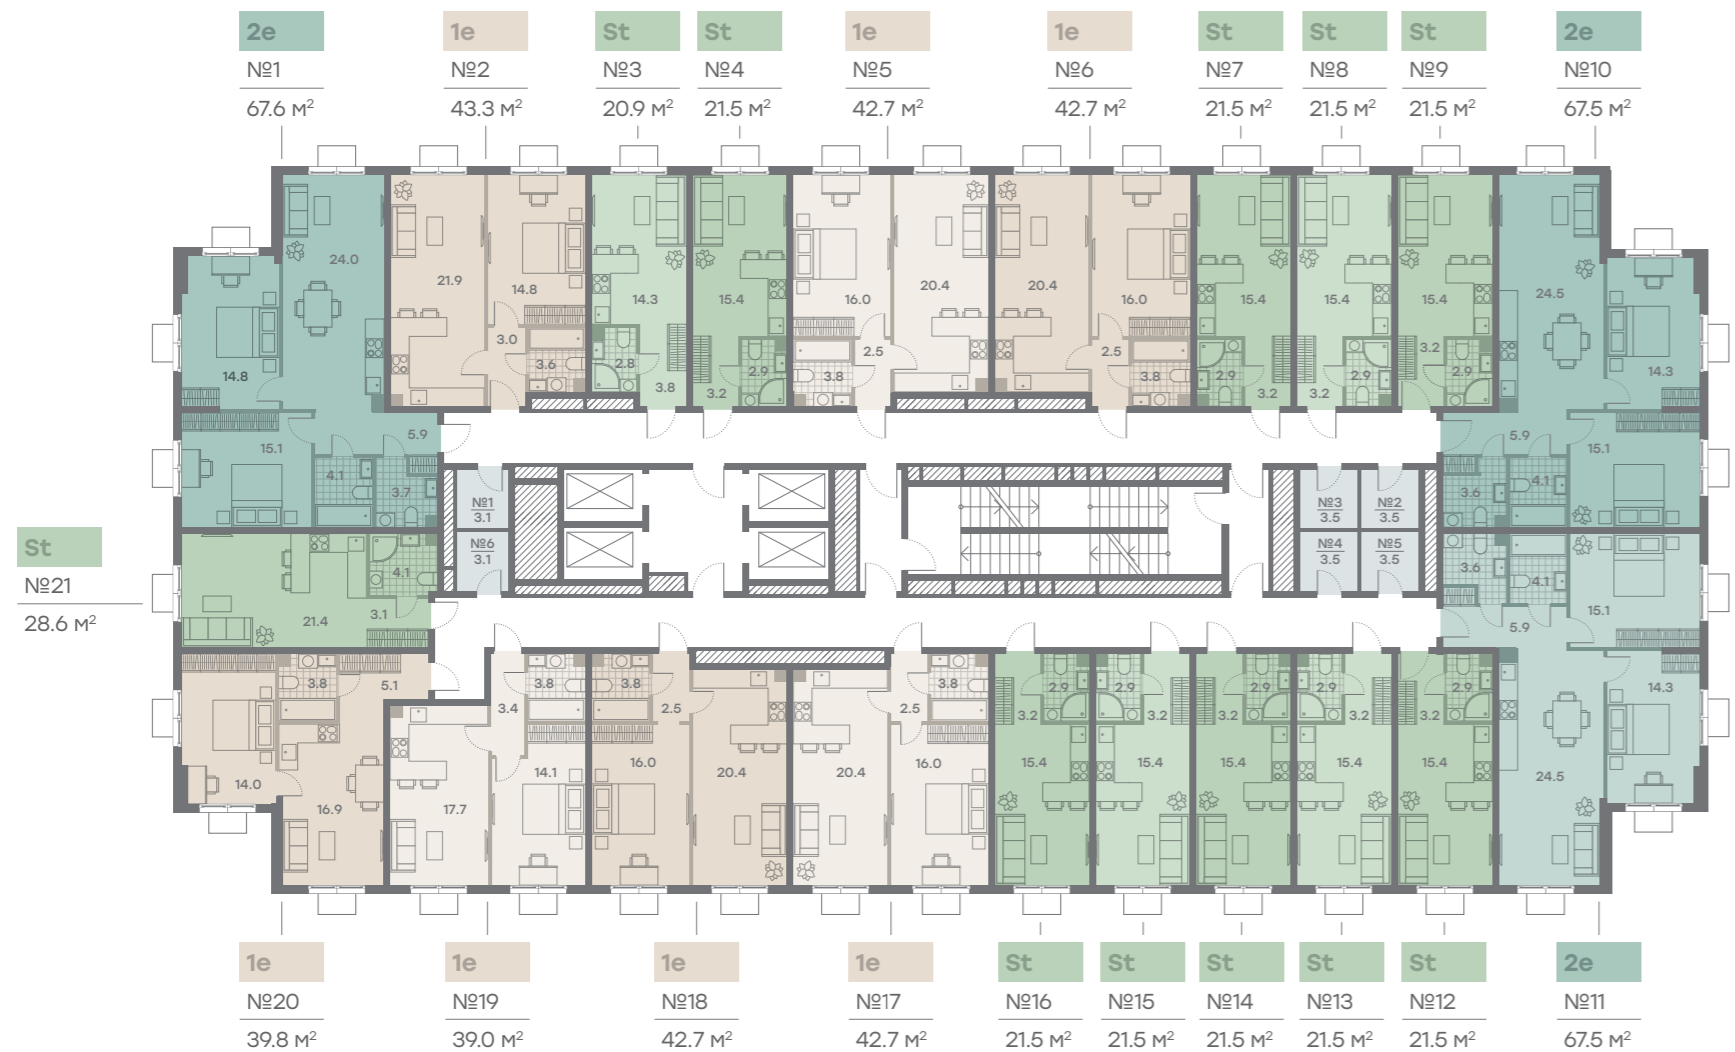 2e 1e St St 1e 1e St St St 2e
№1 №2 №3 №4 №5 №6 №7 №8 №9 №10
67.6 м² 43.3 м² 20.9 м² 21.5 м² 42.7 м² 42.7 м² 21.5 м² 21.5 м² 21.5 м² 67.5 м²
24.0
21.9 14.8 14.3 15.4 16.0 20.4 20.4 16.0 15.4 15.4 15.4 24.5
3.0 2.5 2.5 3.2
14.8 3.6 2.8 2.9 3.8 3.8 2.9 2.9 2.9 14.3
3.8 3.2 3.2 3.2
15.1 5.9 5.9 15.1
4.1 3.7 3.6 4.1
№1 №3 №2
3.1 3.5 3.5
№6 №4 №5
3.1 3.5 3.5
St
№21
28.6 м²
4.1 3.6 4.1
21.4 3.1 5.9 15.1
3.8 5.1 3.8 3.8 3.8 2.9 2.9 2.9 2.9 2.9 14.3
3.4 2.5 2.5 3.2 3.2 3.2 3.2 3.2
14.0 14.1 16.0 20.4 20.4 16.0 15.4 15.4 15.4 15.4 15.4 24.5
16.9 17.7
24.5
1e 1e 1e 1e St St St St St 2e
№20 №19 №18 №17 №16 №15 №14 №13 №12 №11
39.8 м² 39.0 м² 42.7 м² 42.7 м² 21.5 м² 21.5 м² 21.5 м² 21.5 м² 21.5 м² 67.5 м²